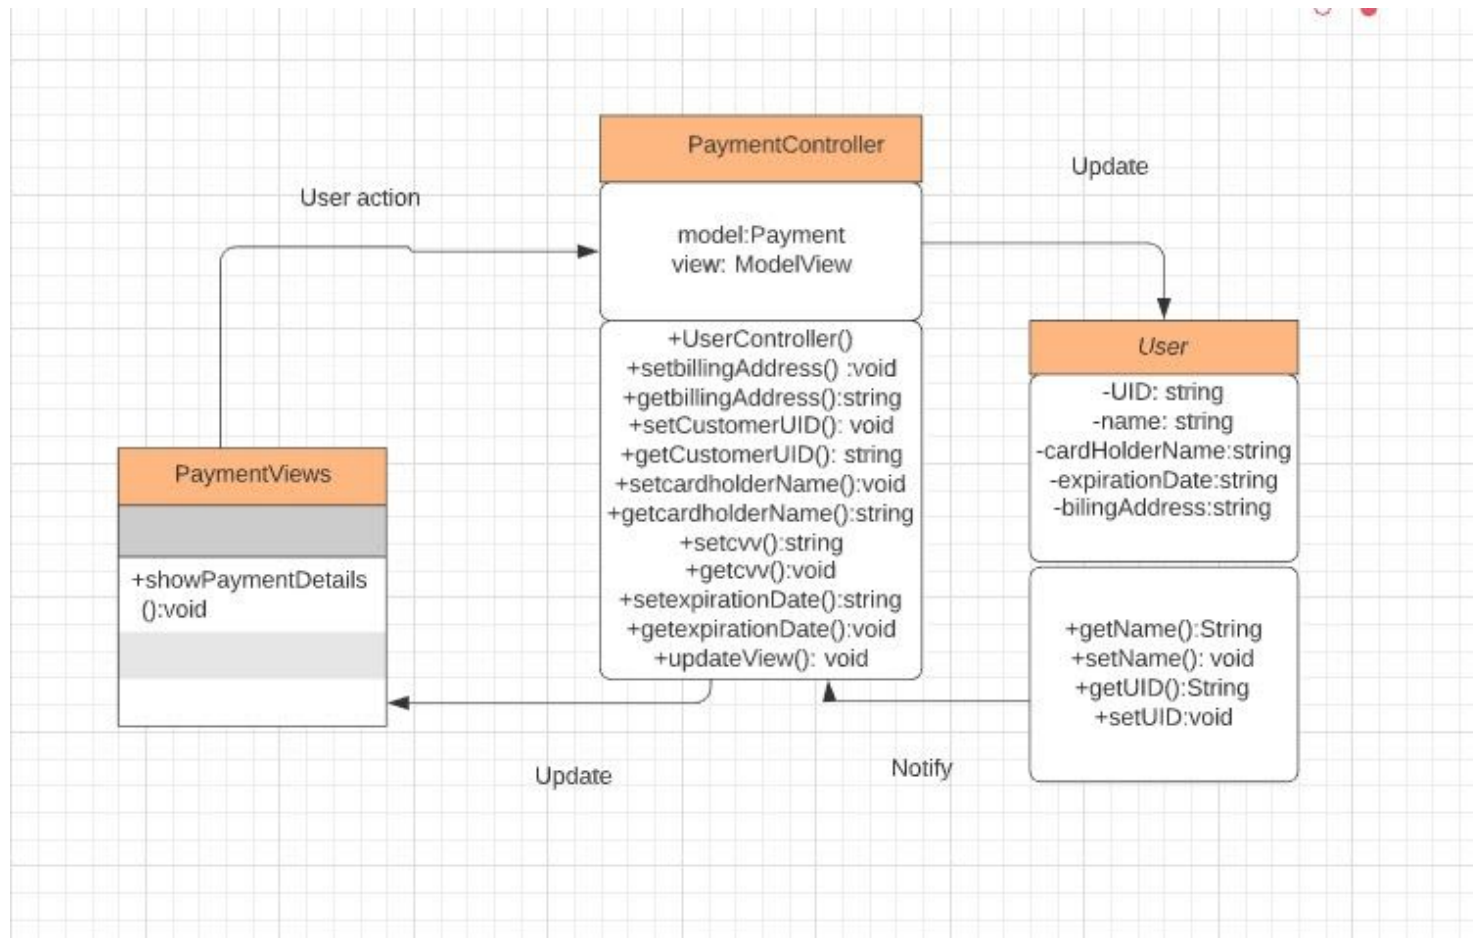 PaymentController
Update
User action
model:Payment
view: ModelView
+UserController()
+setbillingAddress() :void
+getbillingAddress():string
+setCustomerUID(): void
+getCustomerUID(): string
+setcardholderName():void
+getcardholderName():string
+setcvv():string
+getcvv():void
+setexpirationDate():string
+getexpirationDate():void
+updateView(): void
User
-UID: string
-name: string
-cardHolderName:string
-expirationDate:string
-bilingAddress:string
+getName():String
+setName(): void
+getUID():String
+setUID:void
PaymentViews
+showPaymentDetails
():void
Update
Notify